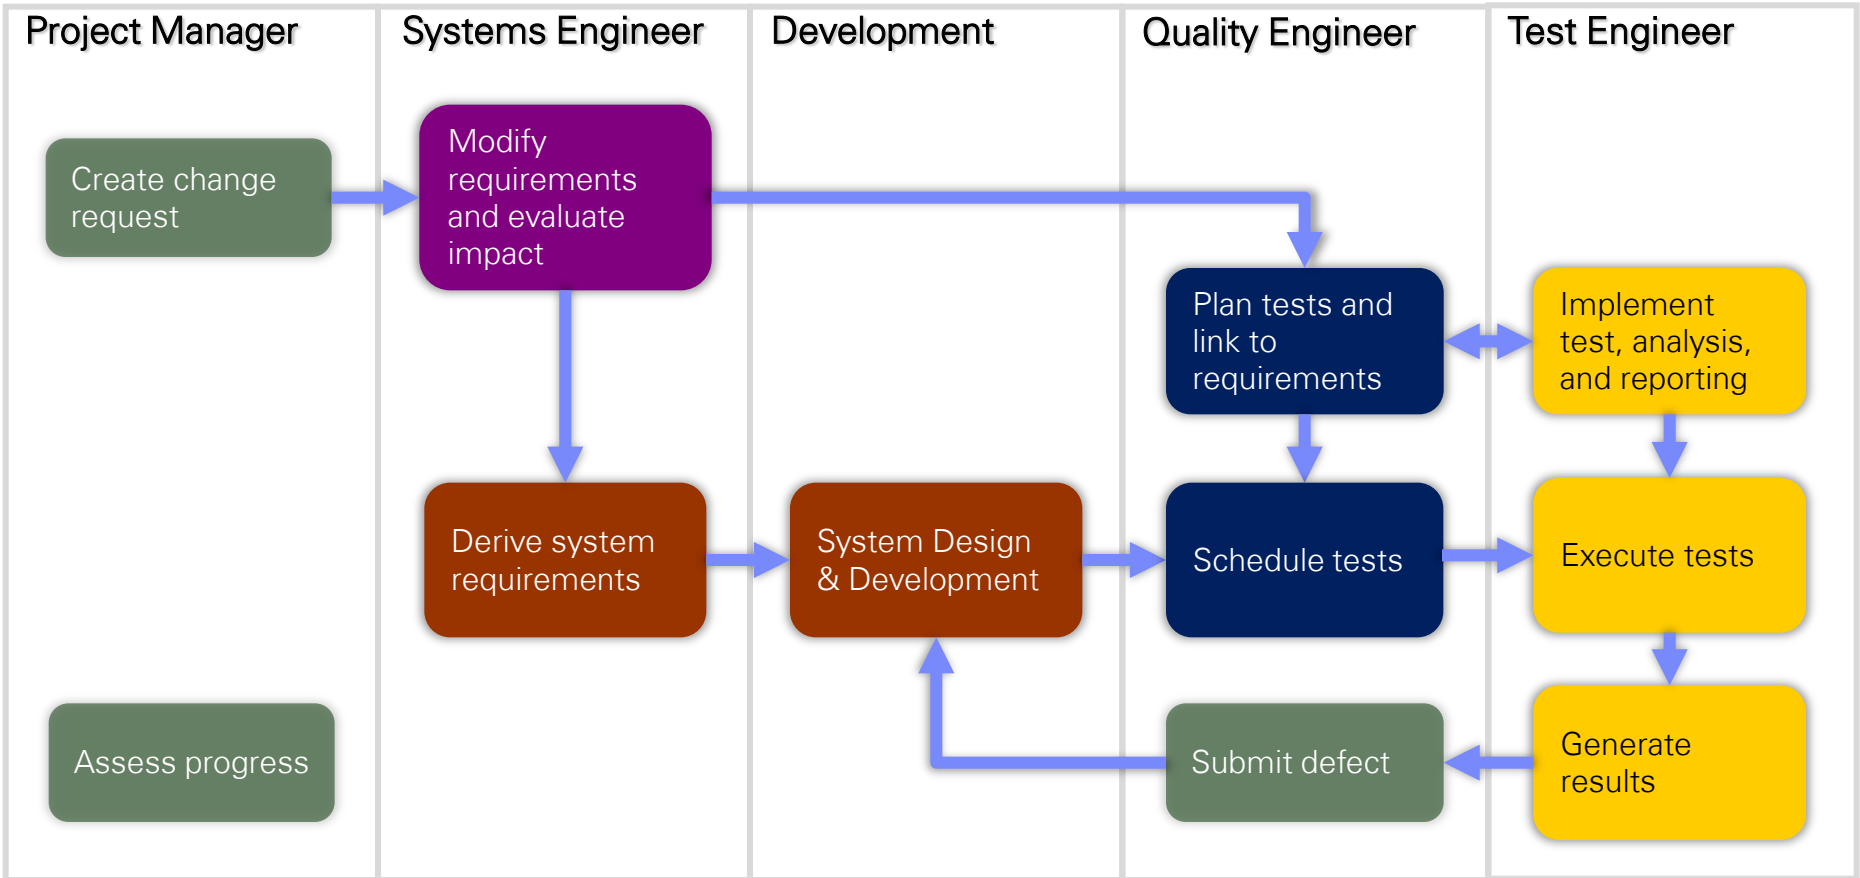 Project Manager
Systems Engineer
Development
Quality Engineer
Test Engineer
Create change
request
Modify
requirements
and evaluate
impact
Plan tests and
link to
requirements
Implement
test, analysis,
and reporting
Derive system
requirements
System Design
& Development
Schedule tests
Execute tests
Assess progress
Submit defect
Generate
results